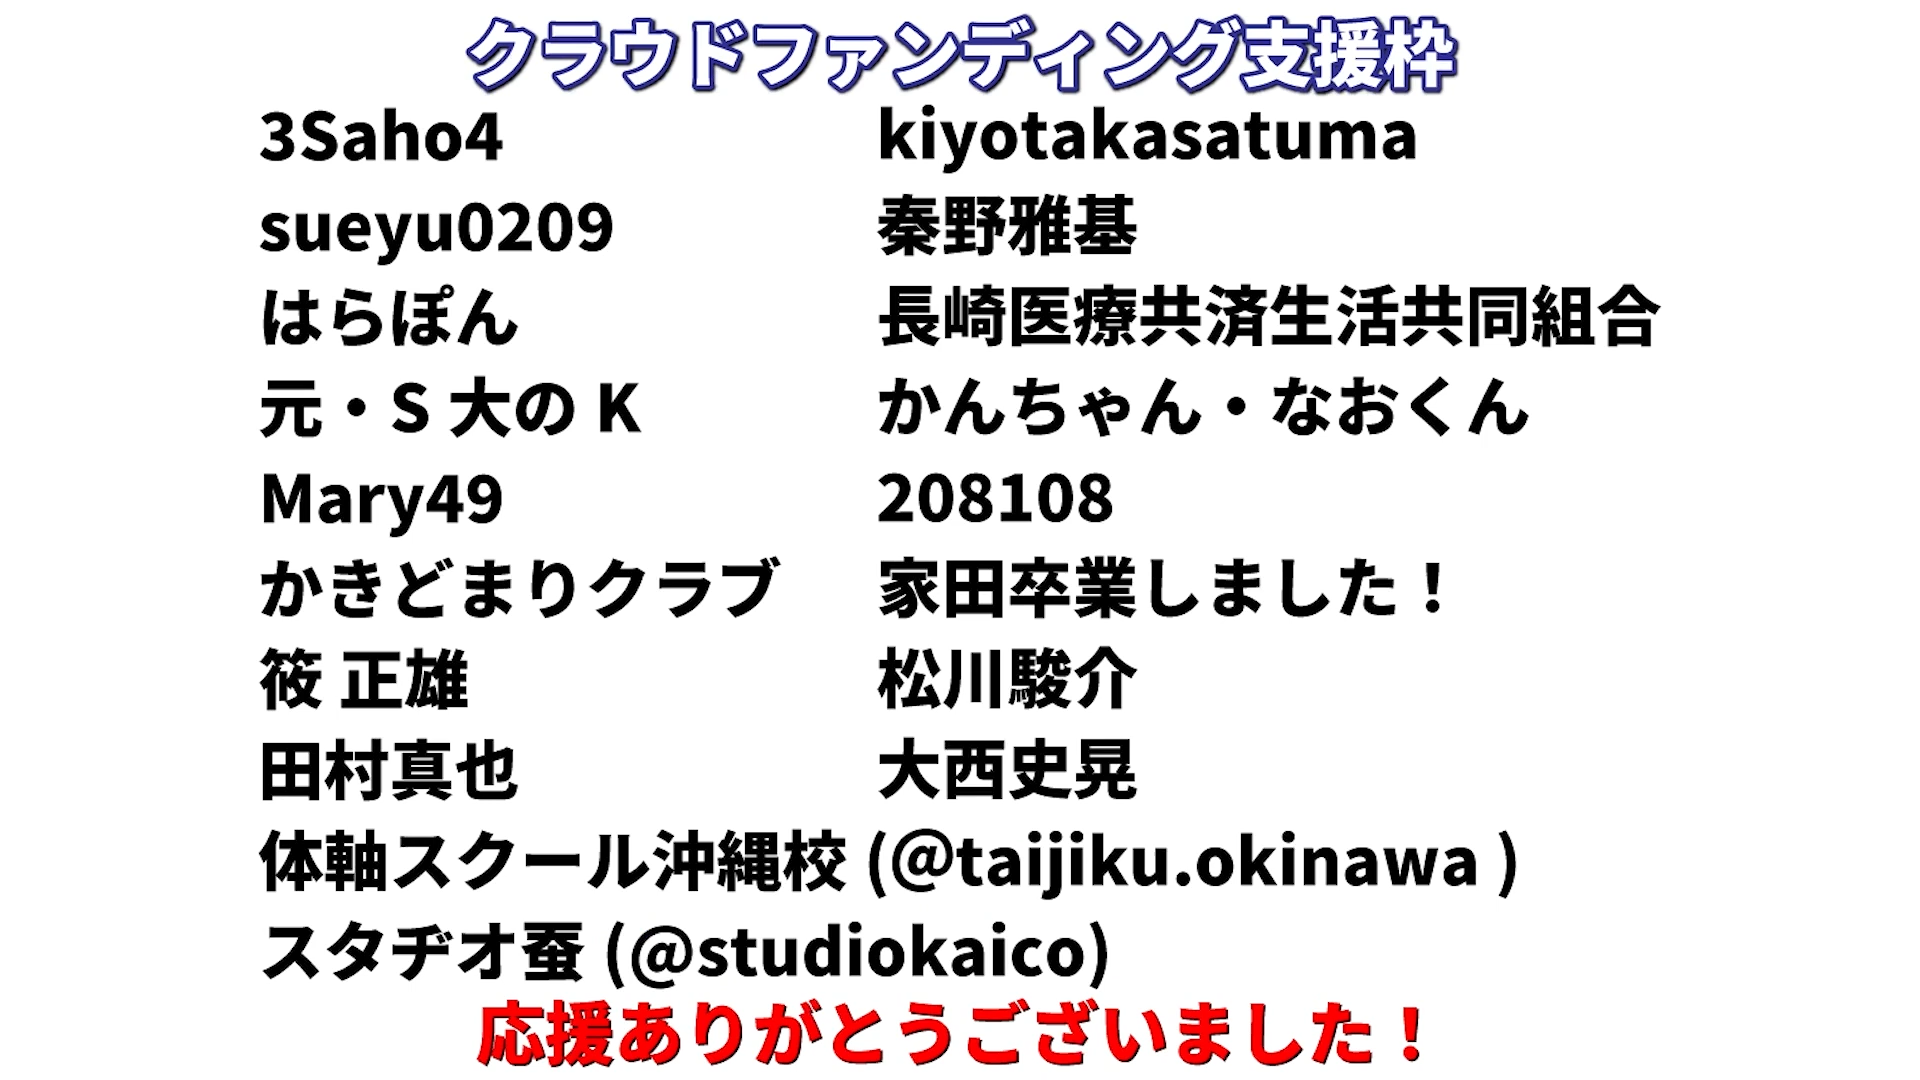 クラウドファンディング支援枠
3Saho4 kiyotakasatuma
sueyu0209 秦野雅基
はらぽん 長崎医療共済生活共同組合
元・S 大の K かんちゃん・なおくん
Mary49 208108
かきどまりクラブ 家田卒業しました！
筱 正雄 松川駿介
田村真也 大西史晃
体軸スクール沖縄校 (@taijiku.okinawa )
スタヂオ蚕 (@studiokaico)
応援ありがとうございました！